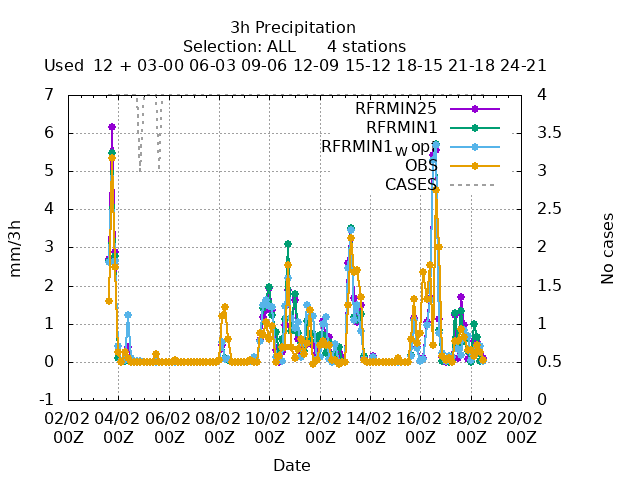 3h Precipitation
Selection: ALL 4 stations
Used 12 + 03-00 06-03 09-06 12-09 15-12 18-15 21-18 24-21
RFRMIN25
RFRMIN1
RFRMIN1w op
OBS
CASES
7
6
5
4
3
2
1
0
-1
4
3.5
3
2.5
2
1.5
1
0.5
0
mm/3h
No cases
02/02 04/02 06/02 08/02 10/02 12/02 14/02 16/02 18/02 20/02
00Z 00Z 00Z 00Z 00Z 00Z 00Z 00Z 00Z 00Z
Date